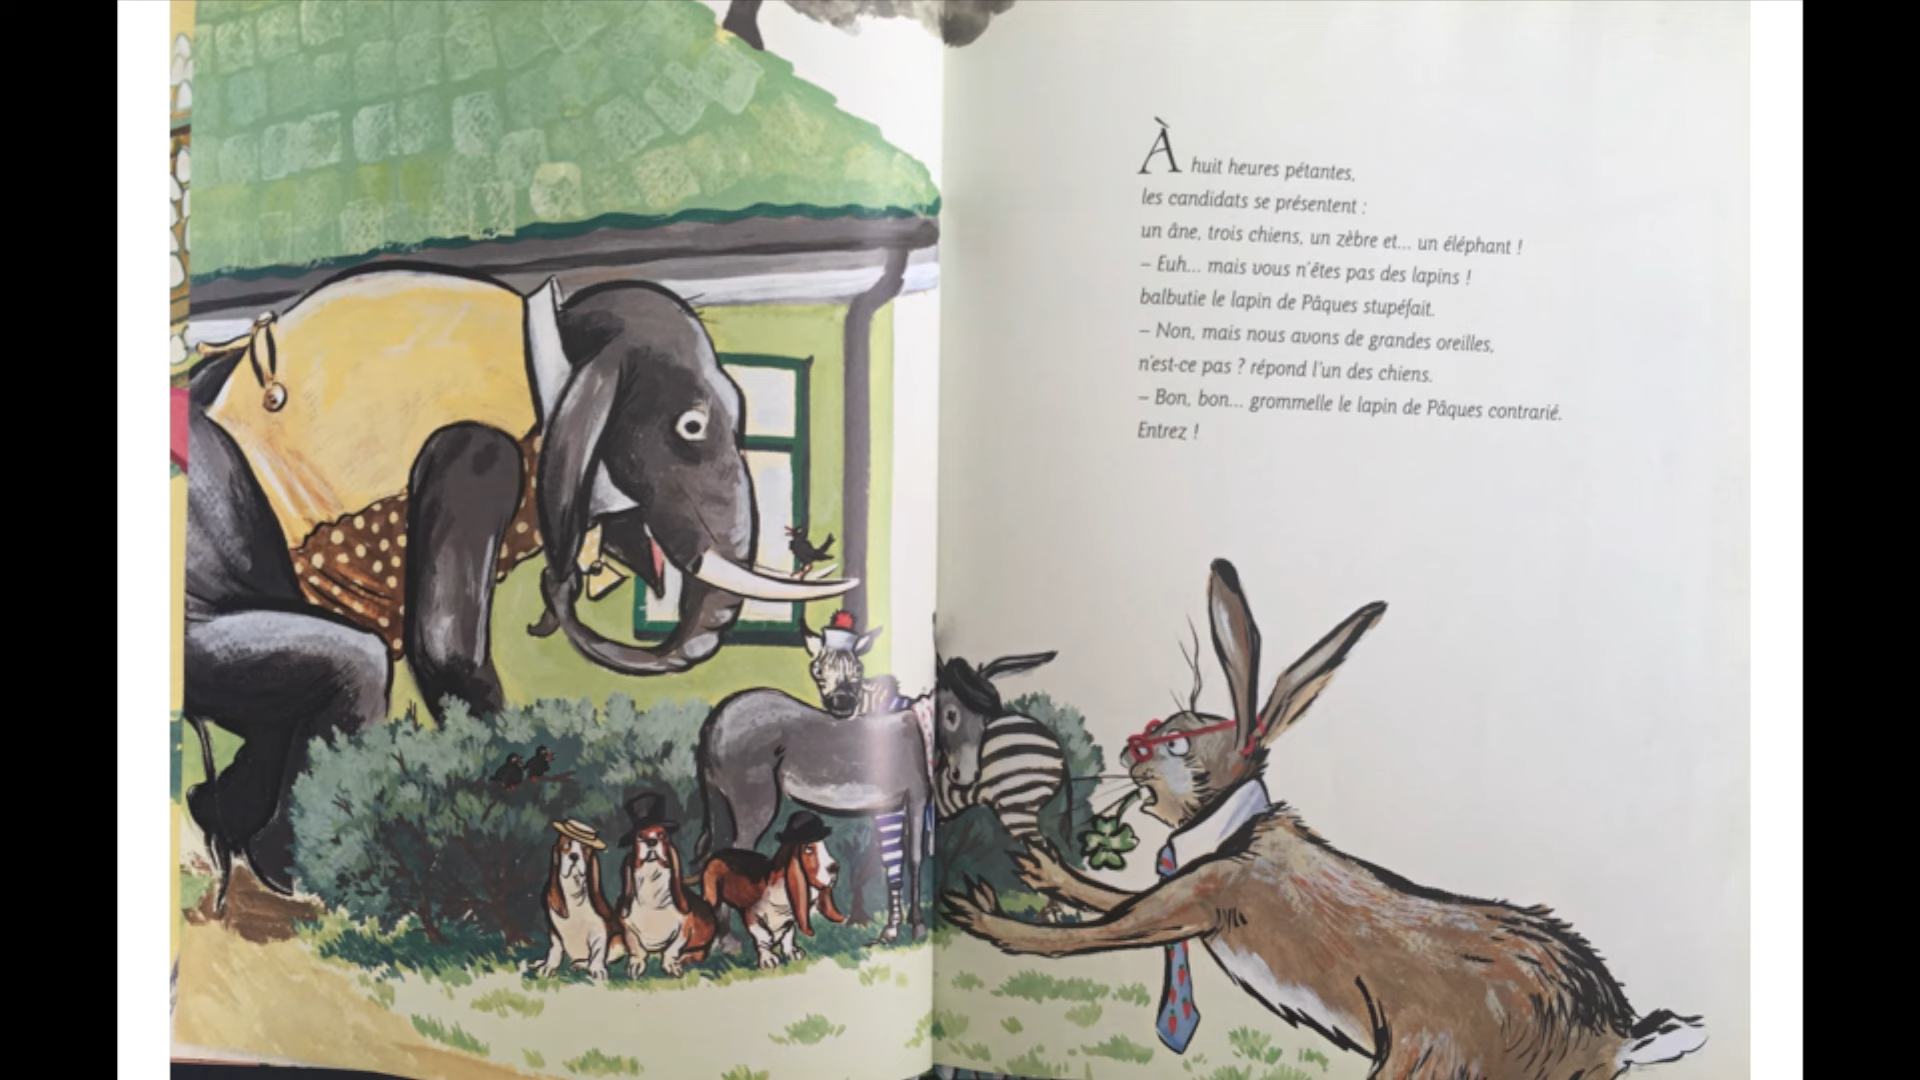 À huit heures pétantes,
les candidats se présentent :
un âne, trois chiens, un zèbre et... un éléphant !
– Euh... mais vous n'êtes pas des lapins !
balbutie le lapin de Pâques stupéfait.
– Non, mais nous avons de grandes oreilles,
n'est-ce pas ? répond l'un des chiens.
– Bon, bon... grommelle le lapin de Pâques contrarié.
Entrez !